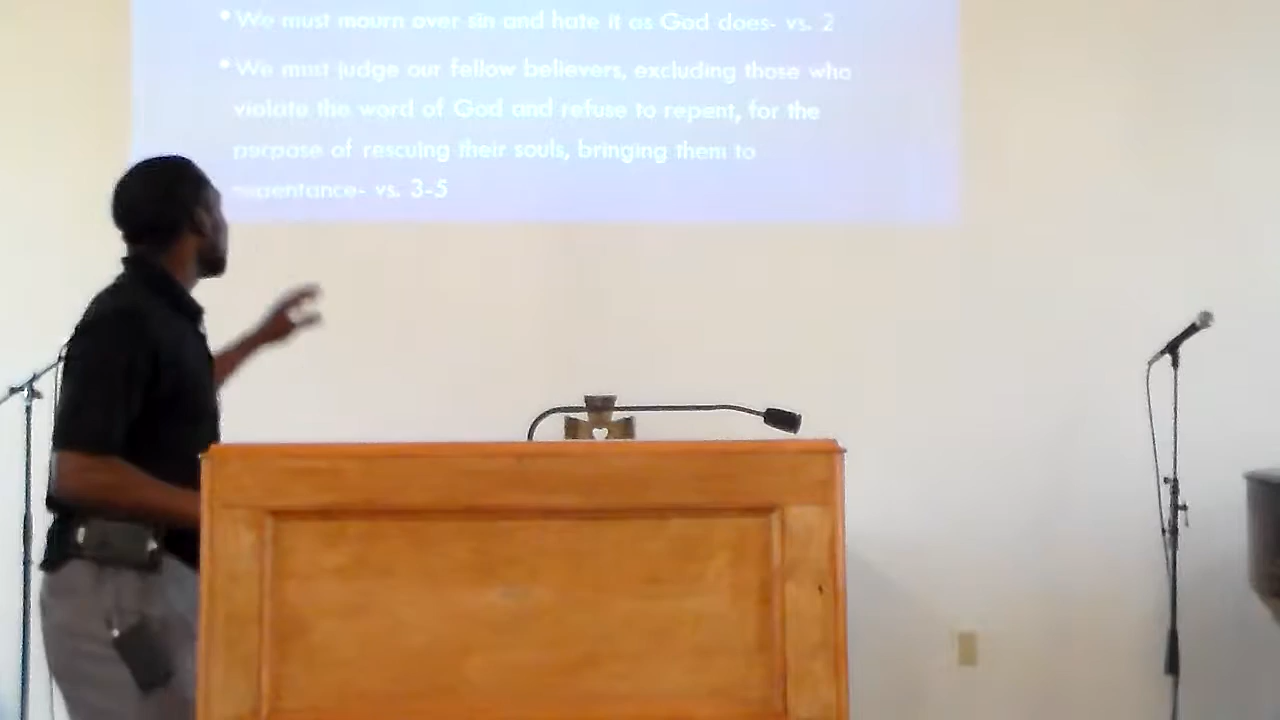 • We must mourn over sin and hate it as God does- vs. 2
• We must judge our fellow believers, excluding those who
violate the word of God and refuse to repent, for the
purpose of rescuing their souls, bringing them to
repentance- vs. 3-5